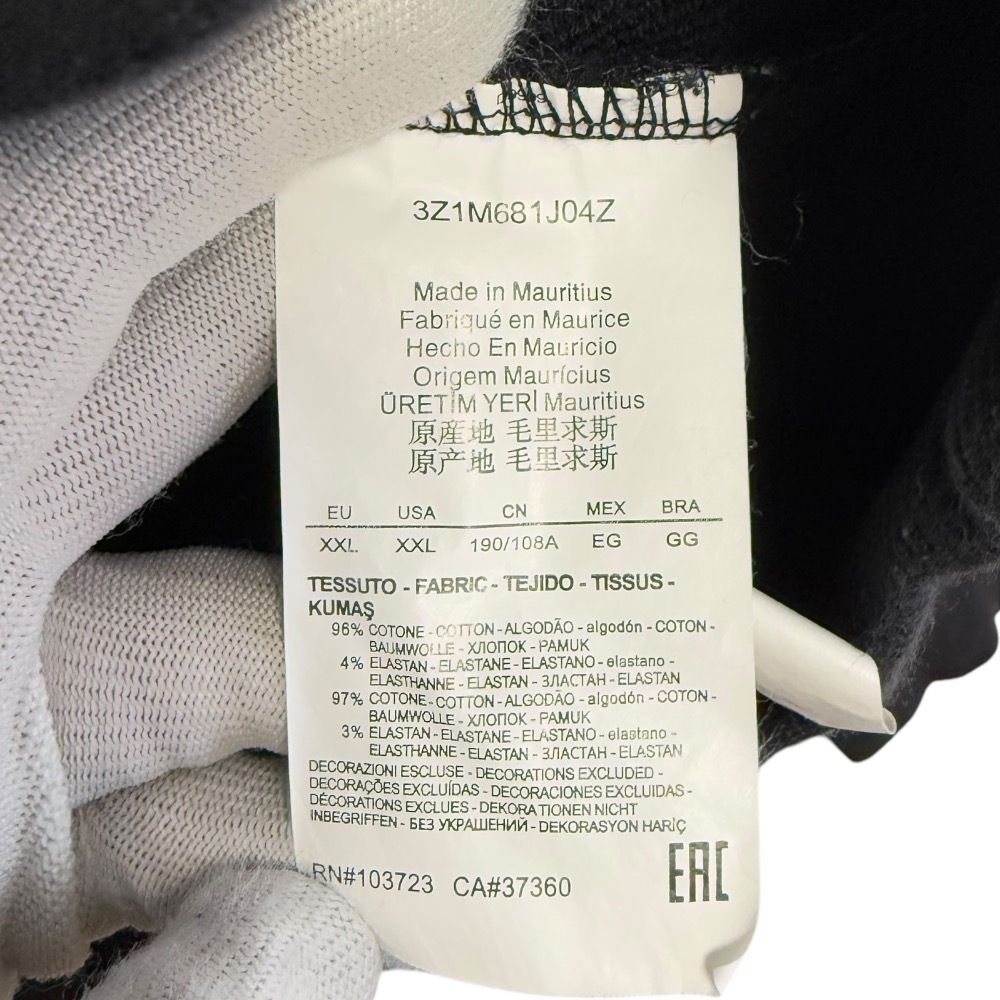 3Z1M681J04Z
Made in Mauritius
Fabriqué en Maurice
Hecho En Mauricio
Origem Maurícius
ÜRETİM YERİ Mauritius
原産地 毛里求斯
原产地 毛里求斯
EU USA CN MEX BRA
XXL XXL 190/108A EG GG
TESSUTO - FABRIC - TEJIDO - TISSUS -
KUMAŞ
96% COTONE - COTTON - ALGODÃO - algodón - COTON -
BAUMWOLLE - ХЛОПОК - PAMUK
4% ELASTAN - ELASTANE - ELASTANO - elastano -
ELASTHANNE - ELASTAN - ЭЛАСТАН - ELASTAN
97% COTONE - COTTON - ALGODÃO - algodón - COTON -
BAUMWOLLE - ХЛОПОК - PAMUK
3% ELASTAN - ELASTANE - ELASTANO - elastano -
ELASTHANNE - ELASTAN - ЭЛАСТАН - ELASTAN
DECORAZIONI ESCLUSE - DECORATIONS EXCLUDED -
DECORAÇÕES EXCLUÍDAS - DECORACIONES EXCLUIDAS -
DÉCORATIONS EXCLUES - DEKORATIONEN NICHT
INBEGRIFFEN - БЕЗ УКРАШЕНИЙ - DEKORASYON HARİÇ
RN#103723 CA#37360
EAC